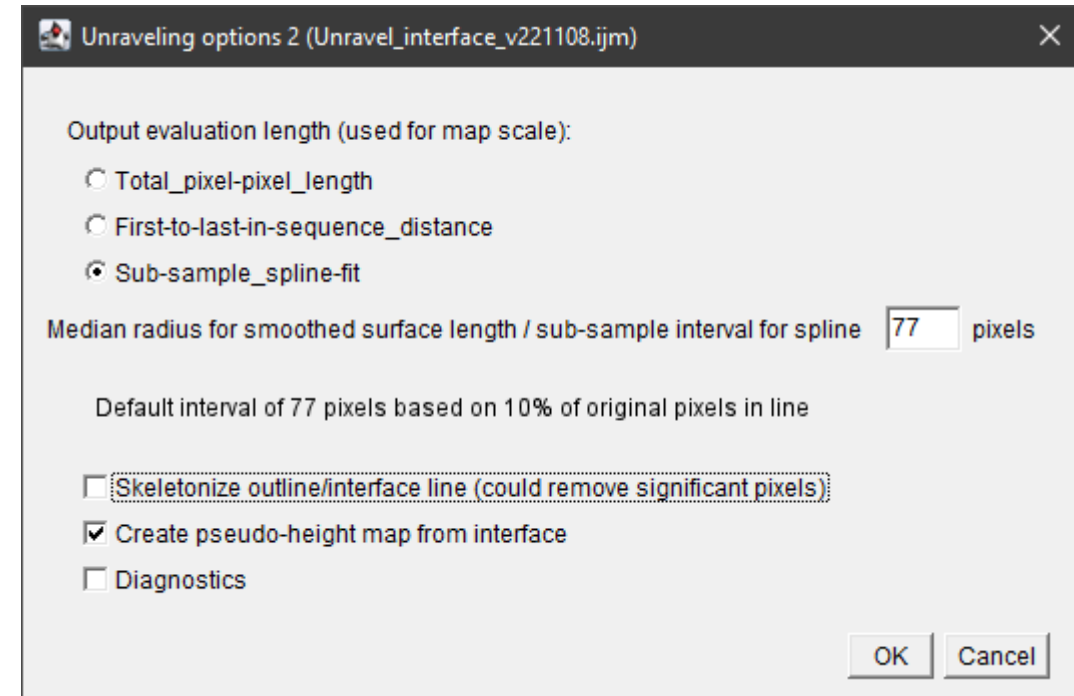 Unraveling options 2 (Unravel_interface_v221108.ijm)
Output evaluation length (used for map scale):
Total_pixel-pixel_length
First-to-last-in-sequence_distance
Sub-sample_spline-fit
Median radius for smoothed surface length / sub-sample interval for spline 77 pixels
Default interval of 77 pixels based on 10% of original pixels in line
Skeletonize outline/interface line (could remove significant pixels)
Create pseudo-height map from interface
Diagnostics
OK Cancel